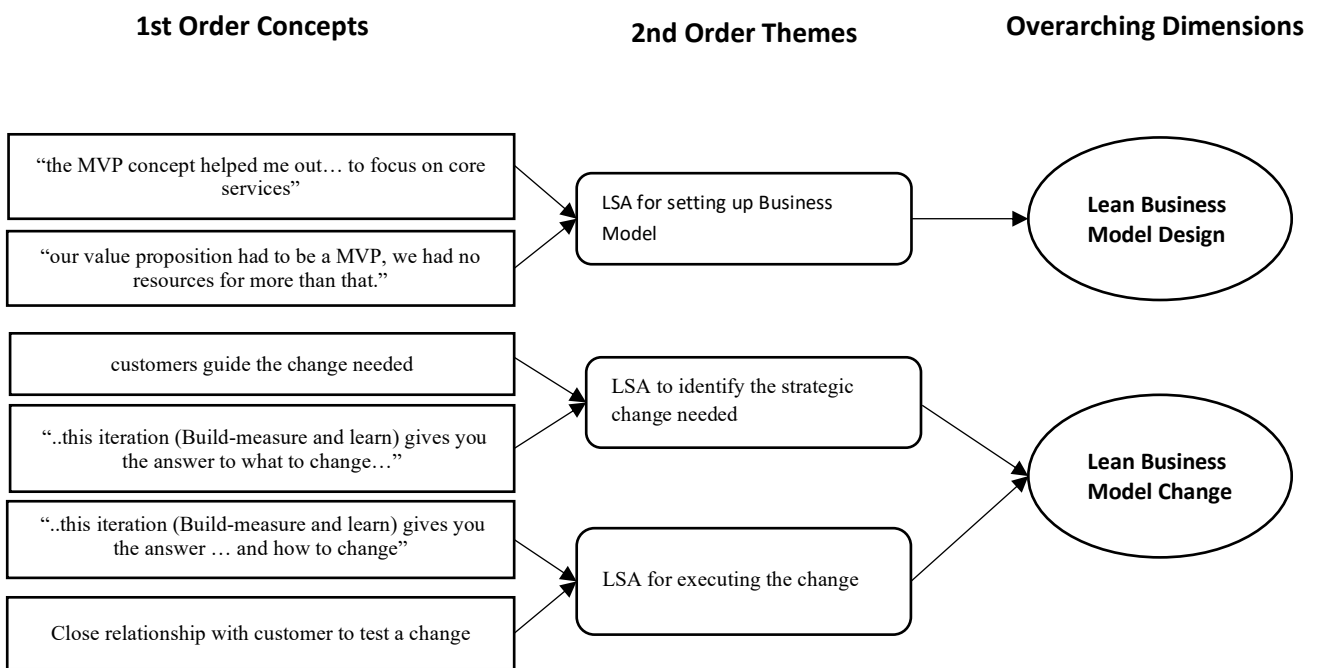 1st Order Concepts
2nd Order Themes
Overarching Dimensions
“the MVP concept helped me out… to focus on core
services”
“our value proposition had to be a MVP, we had no
resources for more than that.”
LSA for setting up Business
Model
Lean Business
Model Design
customers guide the change needed
“..this iteration (Build-measure and learn) gives you
the answer to what to change…”
LSA to identify the strategic
change needed
“..this iteration (Build-measure and learn) gives you
the answer … and how to change”
Close relationship with customer to test a change
LSA for executing the change
Lean Business
Model Change